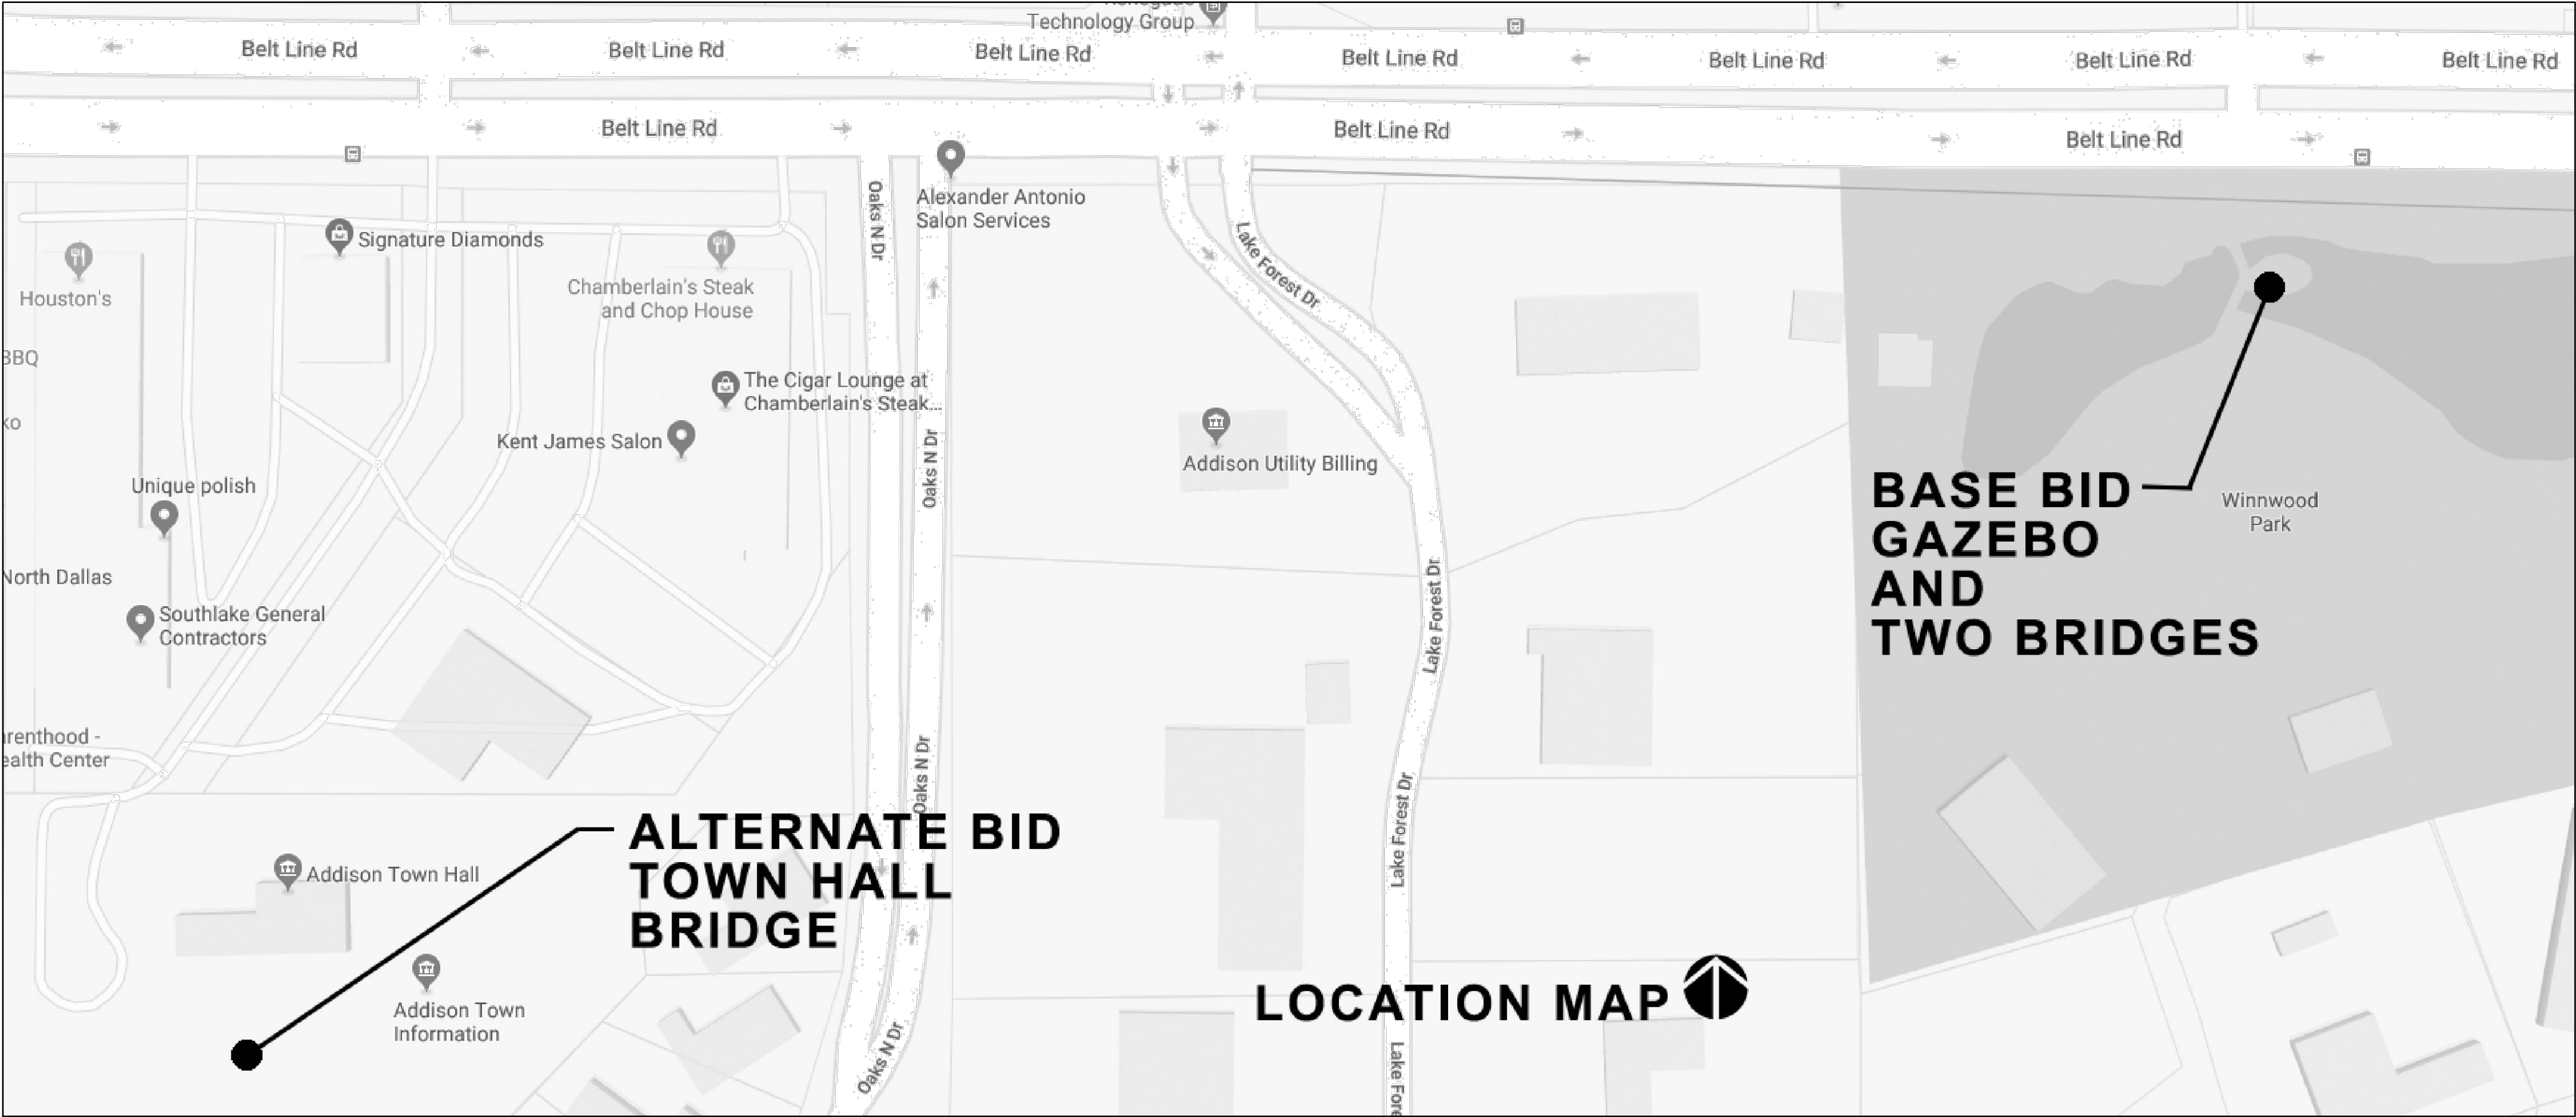 Technology Group
Belt Line Rd
Belt Line Rd
Belt Line Rd
Belt Line Rd
Belt Line Rd
Belt Line Rd
Belt Line Rd
Belt Line Rd
Belt Line Rd
Belt Line Rd
Alexander Antonio
Salon Services
Oaks N Dr
Lake Forest Dr
Signature Diamonds
Houston's
Chamberlain's Steak
and Chop House
BBQ
The Cigar Lounge at
Chamberlain's Steak...
ko
Kent James Salon
Oaks N Dr
Addison Utility Billing
Unique polish
BASE BID
GAZEBO
AND
TWO BRIDGES
Winnwood
Park
North Dallas
Southlake General
Contractors
Lake Forest Dr
arenthood -
ealth Center
Oaks N Dr
Lake Forest Dr
ALTERNATE BID
TOWN HALL
BRIDGE
Addison Town Hall
Addison Town
Information
LOCATION MAP
Oaks N Dr
Lake Fore